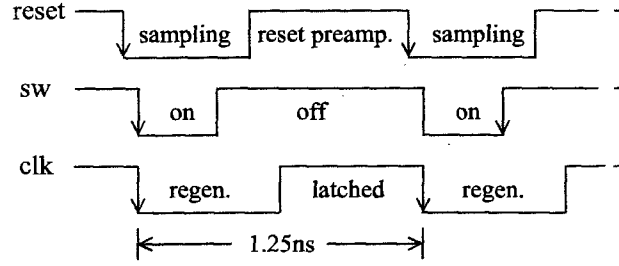 reset sampling reset preamp. sampling
sw on off on
clk regen. latched regen.
1.25ns